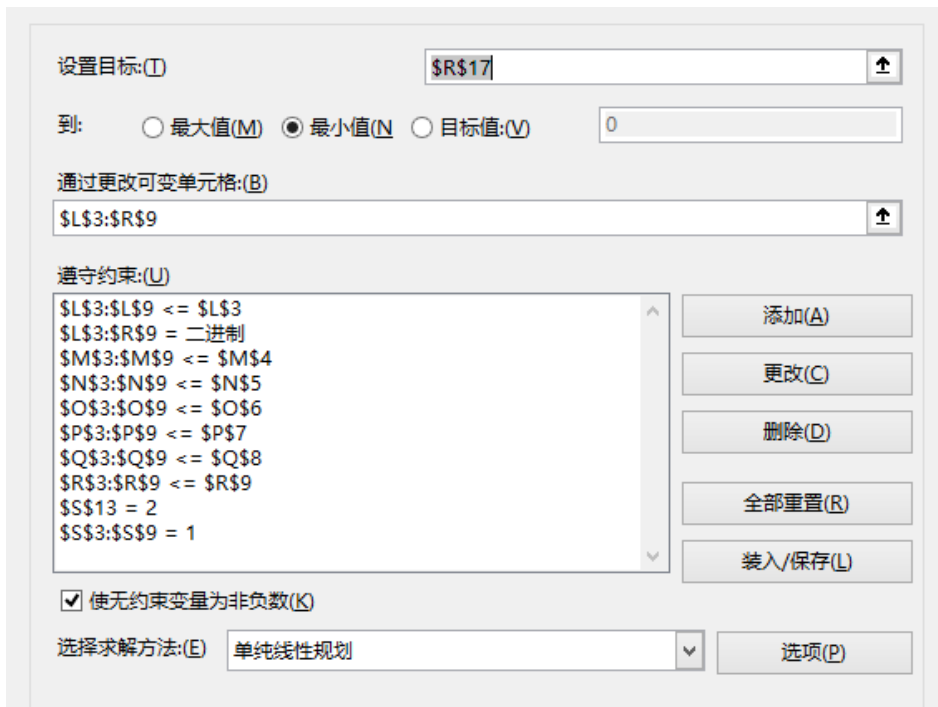 设置目标:(T)
$R$17
到:
最大值(M)
最小值(N
目标值:(V)
0
通过更改可变单元格:(B)
$L$3:$R$9
遵守约束:(U)
$L$3:$L$9 <= $L$3
$L$3:$R$9 = 二进制
$M$3:$M$9 <= $M$4
$N$3:$N$9 <= $N$5
$O$3:$O$9 <= $O$6
$P$3:$P$9 <= $P$7
$Q$3:$Q$9 <= $Q$8
$R$3:$R$9 <= $R$9
$S$13 = 2
$S$3:$S$9 = 1
添加(A)
更改(C)
删除(D)
全部重置(R)
装入/保存(L)
使无约束变量为非负数(K)
选择求解方法:(E)
单纯线性规划
选项(P)